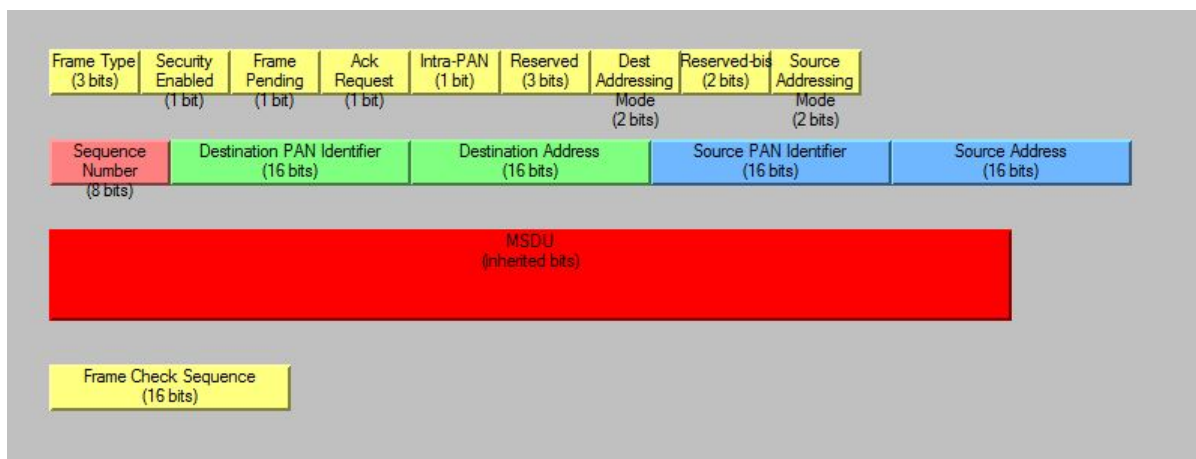 Frame Type
(3 bits)
Security
Enabled
(1 bit)
Frame
Pending
(1 bit)
Ack
Request
(1 bit)
Intra-PAN
(1 bit)
Reserved
(3 bits)
Dest
Addressing
Mode
(2 bits)
Reserved-bis
(2 bits)
Source
Addressing
Mode
(2 bits)
Sequence
Number
(8 bits)
Destination PAN Identifier
(16 bits)
Destination Address
(16 bits)
Source PAN Identifier
(16 bits)
Source Address
(16 bits)
MSDU
(inherited bits)
Frame Check Sequence
(16 bits)